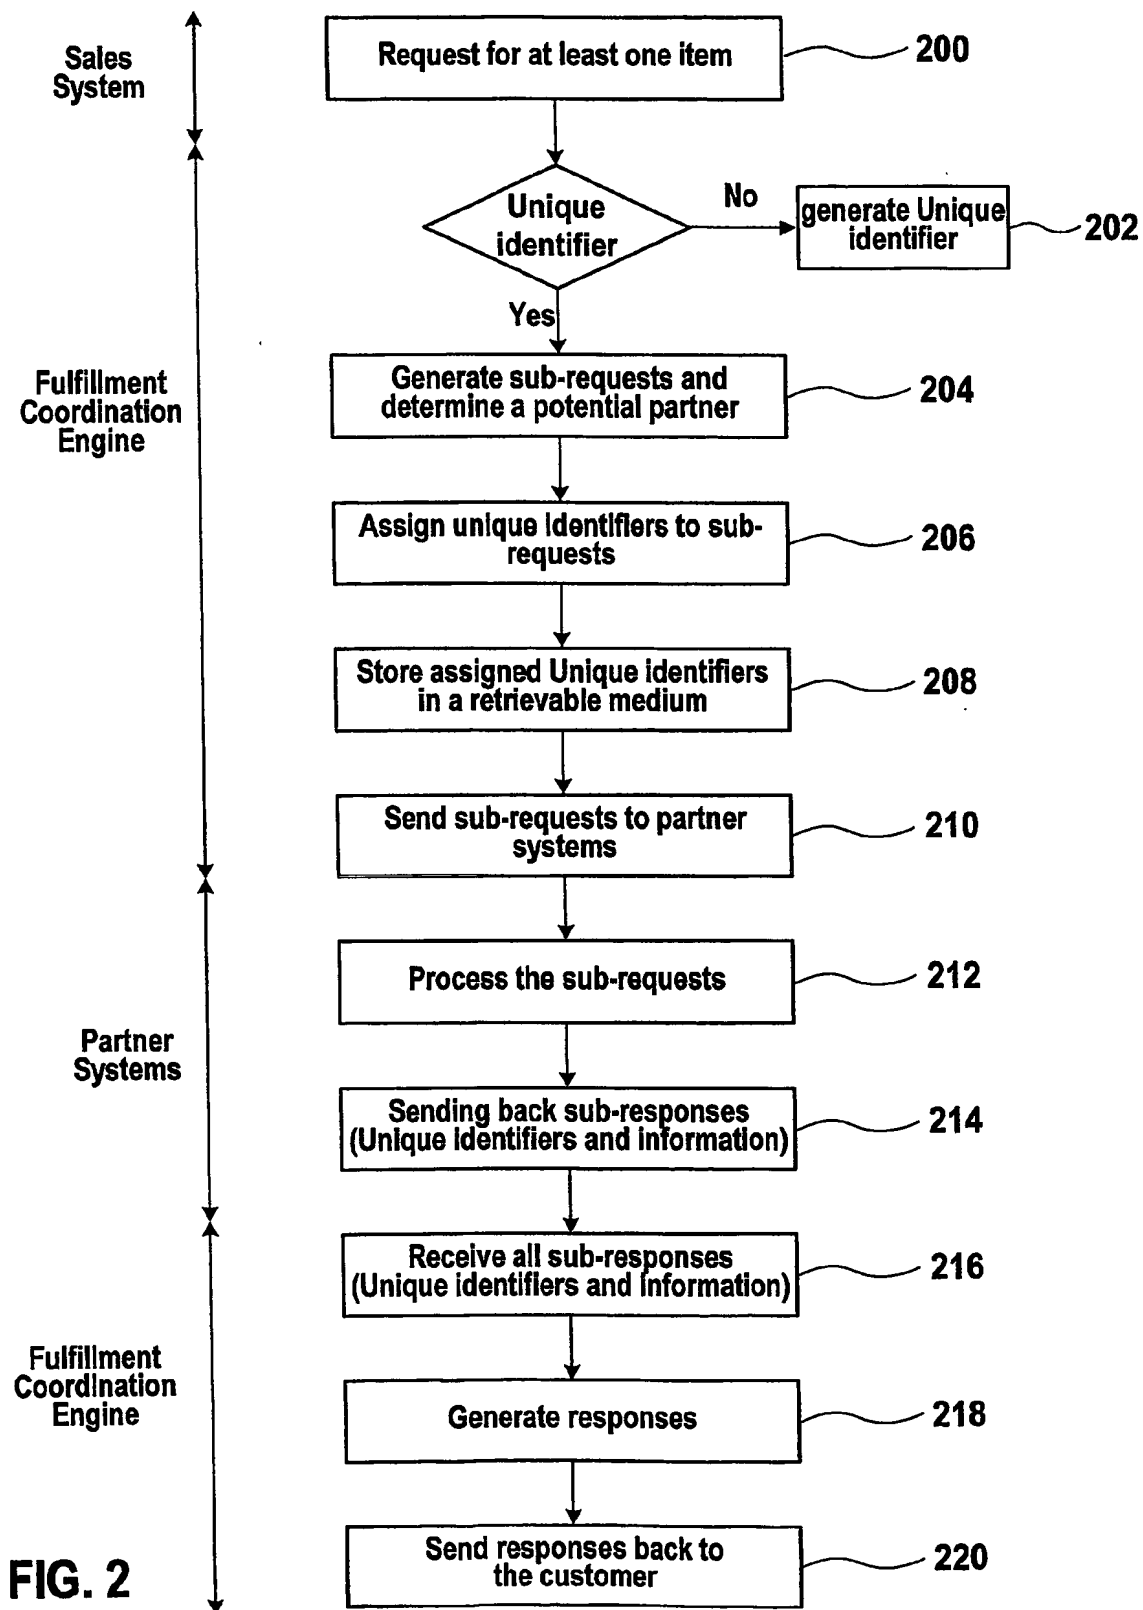 Sales
System
Request for at least one item
200
Unique
identifier
No
generate Unique
identifier
202
Yes
Fulfillment
Coordination
Engine
Generate sub-requests and
determine a potential partner
204
Assign unique identifiers to sub-
requests
206
Store assigned Unique identifiers
in a retrievable medium
208
Send sub-requests to partner
systems
210
Partner
Systems
Process the sub-requests
212
Sending back sub-responses
(Unique identifiers and information)
214
Receive all sub-responses
(Unique identifiers and information)
216
Fulfillment
Coordination
Engine
Generate responses
218
Send responses back to
the customer
220
FIG. 2